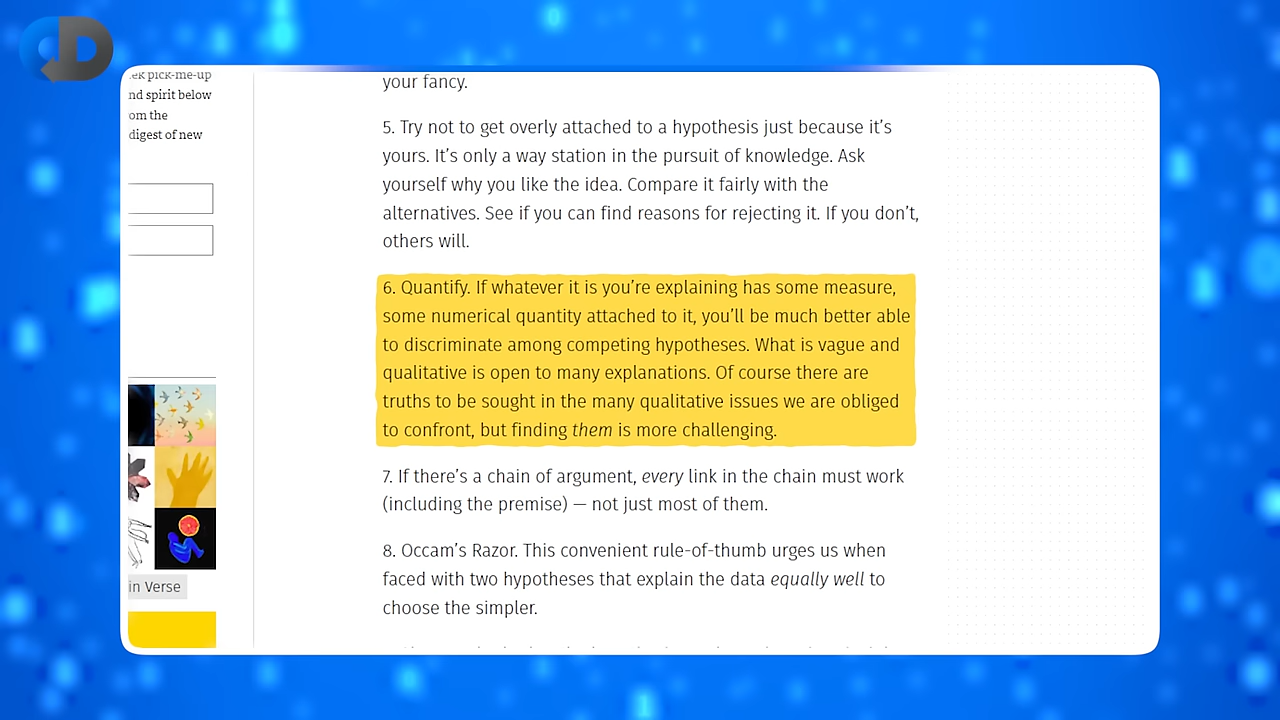 ek pick-me-up
nd spirit below
om the
digest of new
in Verse
your fancy.
5. Try not to get overly attached to a hypothesis just because it’s
yours. It’s only a way station in the pursuit of knowledge. Ask
yourself why you like the idea. Compare it fairly with the
alternatives. See if you can find reasons for rejecting it. If you don’t,
others will.
6. Quantify. If whatever it is you’re explaining has some measure,
some numerical quantity attached to it, you’ll be much better able
to discriminate among competing hypotheses. What is vague and
qualitative is open to many explanations. Of course there are
truths to be sought in the many qualitative issues we are obliged
to confront, but finding them is more challenging.
7. If there’s a chain of argument, every link in the chain must work
(including the premise) — not just most of them.
8. Occam’s Razor. This convenient rule-of-thumb urges us when
faced with two hypotheses that explain the data equally well to
choose the simpler.